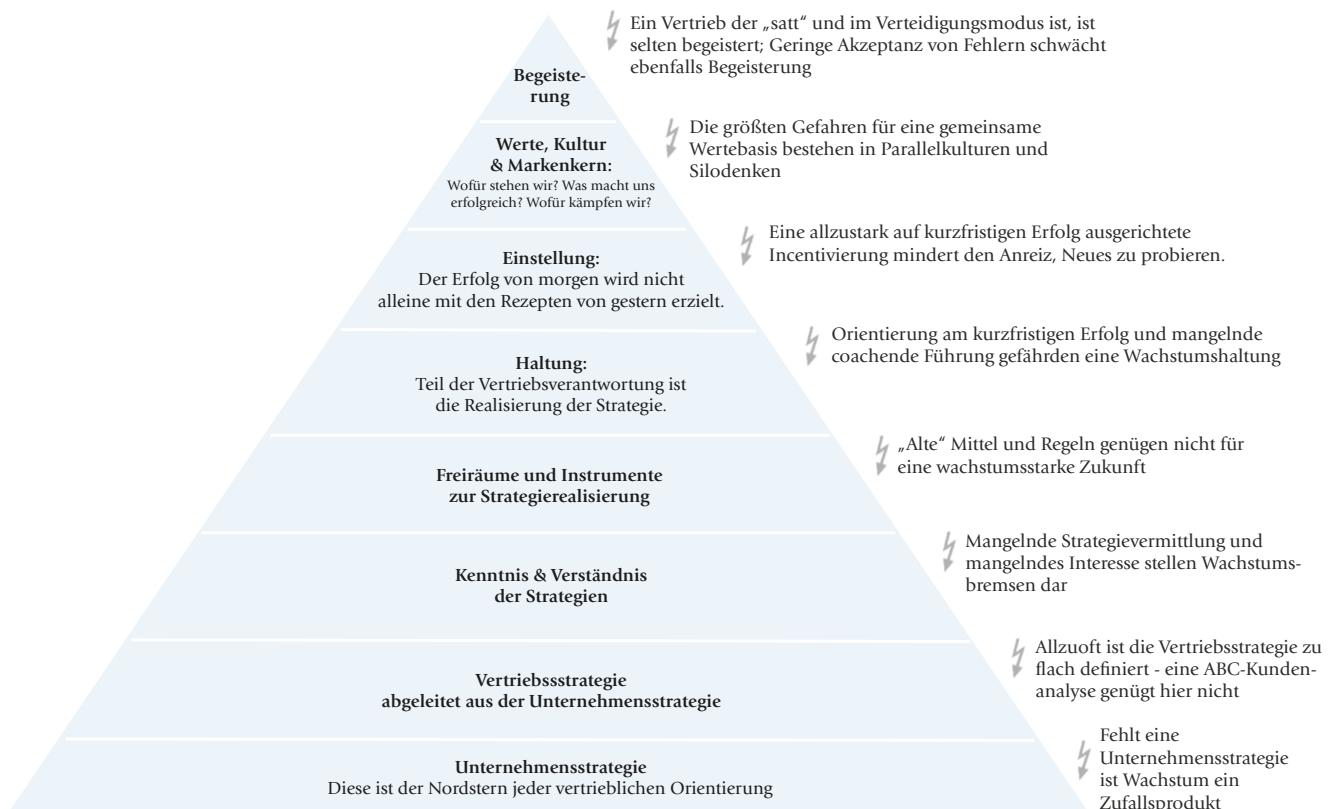 Ein Vertrieb der „satt“ und im Verteidigungsmodus ist, ist
selten begeistert; Geringe Akzeptanz von Fehlern schwächt
ebenfalls Begeisterung
Begeiste-
rung
Die größten Gefahren für eine gemeinsame
Wertebasis bestehen in Parallelkulturen und
Silodenken
Werte, Kultur
& Markenkern:
Wofür stehen wir? Was macht uns
erfolgreich? Wofür kämpfen wir?
Eine allzustark auf kurzfristigen Erfolg ausgerichtete
Incentivierung mindert den Anreiz, Neues zu probieren.
Einstellung:
Der Erfolg von morgen wird nicht
alleine mit den Rezepten von gestern erzielt.
Orientierung am kurzfristigen Erfolg und mangelnde
coachende Führung gefährden eine Wachstumshaltung
Haltung:
Teil der Vertriebsverantwortung ist
die Realisierung der Strategie.
„Alte“ Mittel und Regeln genügen nicht für
eine wachstumsstarke Zukunft
Freiräume und Instrumente
zur Strategierealisierung
Mangelnde Strategievermittlung und
mangelndes Interesse stellen Wachstums-
bremsen dar
Kenntnis & Verständnis
der Strategien
Allzuoft ist die Vertriebsstrategie zu
flach definiert - eine ABC-Kunden-
analyse genügt hier nicht
Vertriebssstrategie
abgeleitet aus der Unternehmensstrategie
Fehlt eine
Unternehmensstrategie
ist Wachstum ein
Zufallsprodukt
Unternehmensstrategie
Diese ist der Nordstern jeder vertrieblichen Orientierung